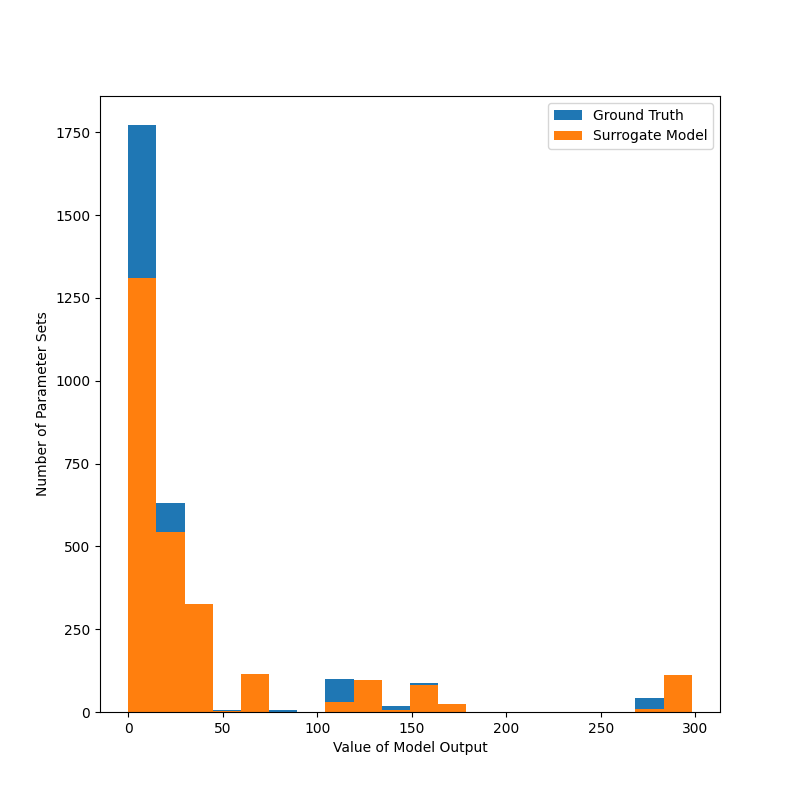 Ground Truth
Surrogate Model
1750
1500
1250
1000
750
500
250
0
Number of Parameter Sets
0 50 100 150 200 250 300
Value of Model Output